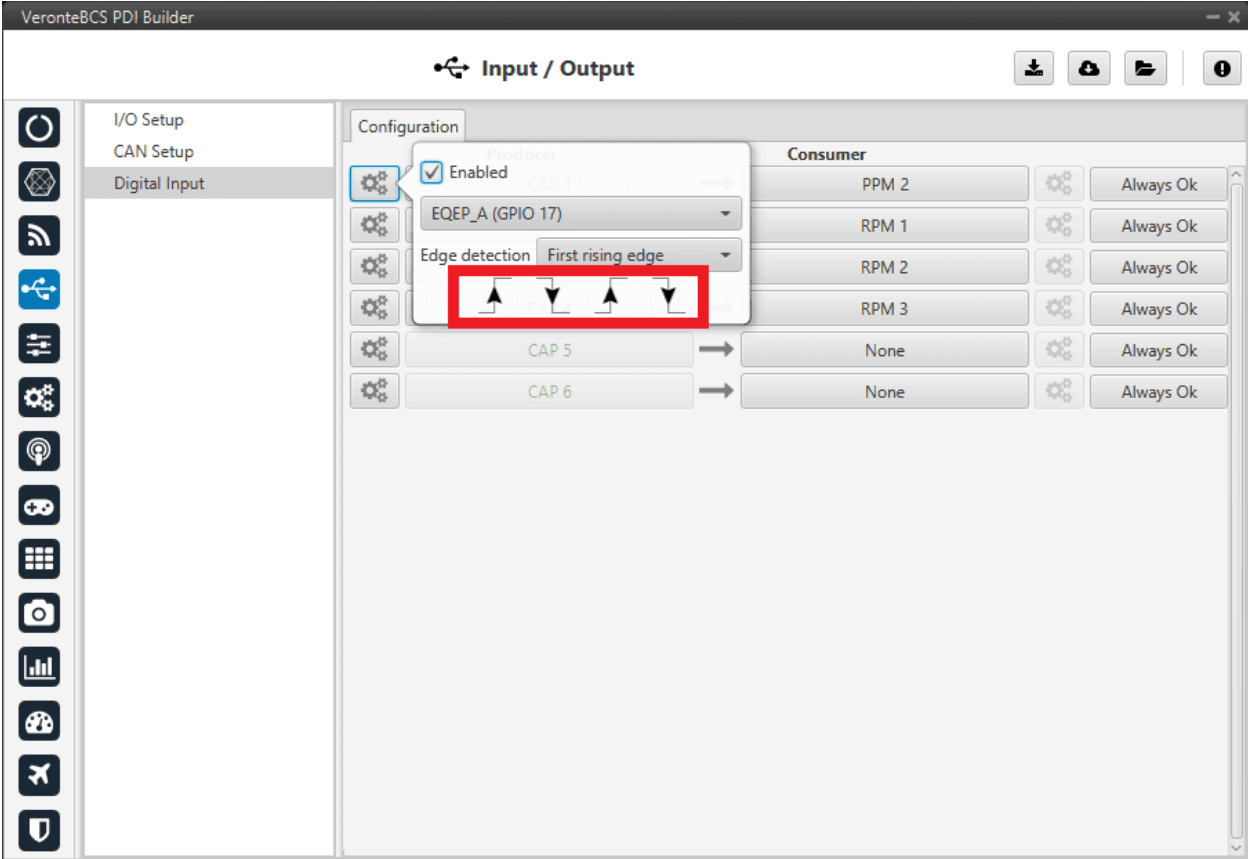 VeronteBCS PDI Builder
Input / Output
I/O Setup
CAN Setup
Digital Input
Configuration
Producer Consumer
Enabled
CAP 1 PPM 2 Always Ok
EQEP_A (GPIO 17)
RPM 1 Always Ok
Edge detection First rising edge
RPM 2 Always Ok
RPM 3 Always Ok
CAP 5 None Always Ok
CAP 6 None Always Ok